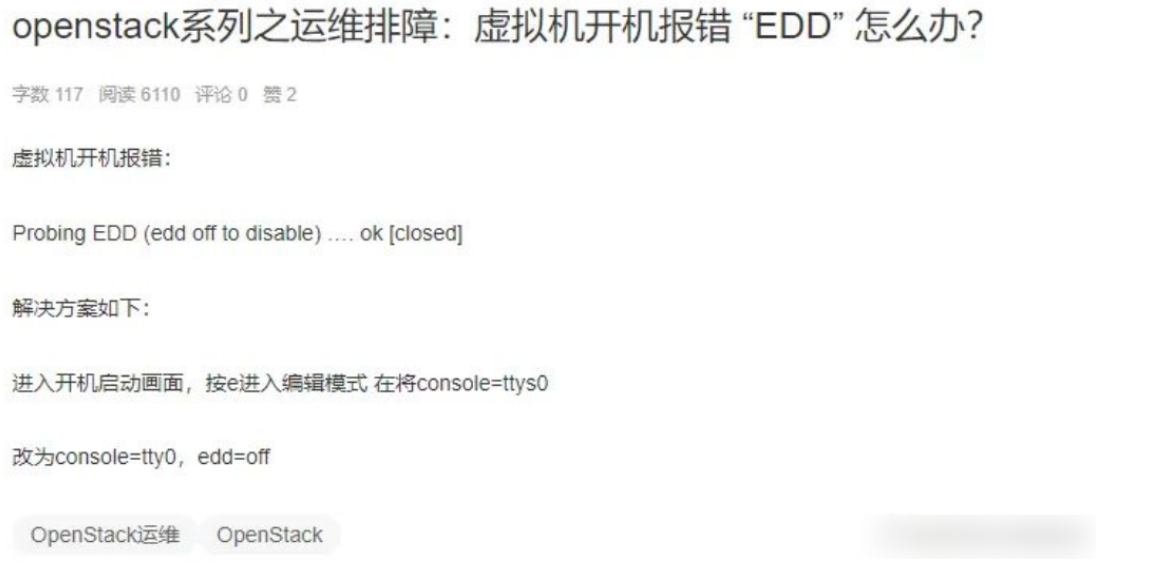 openstack系列之运维排障：虚拟机开机报错 “EDD” 怎么办？
字数 117 阅读 6110 评论 0 赞 2
虚拟机开机报错：
Probing EDD (edd off to disable) .... ok [closed]
解决方案如下：
进入开机启动画面，按e进入编辑模式 在将console=ttys0
改为console=tty0，edd=off
OpenStack运维 OpenStack